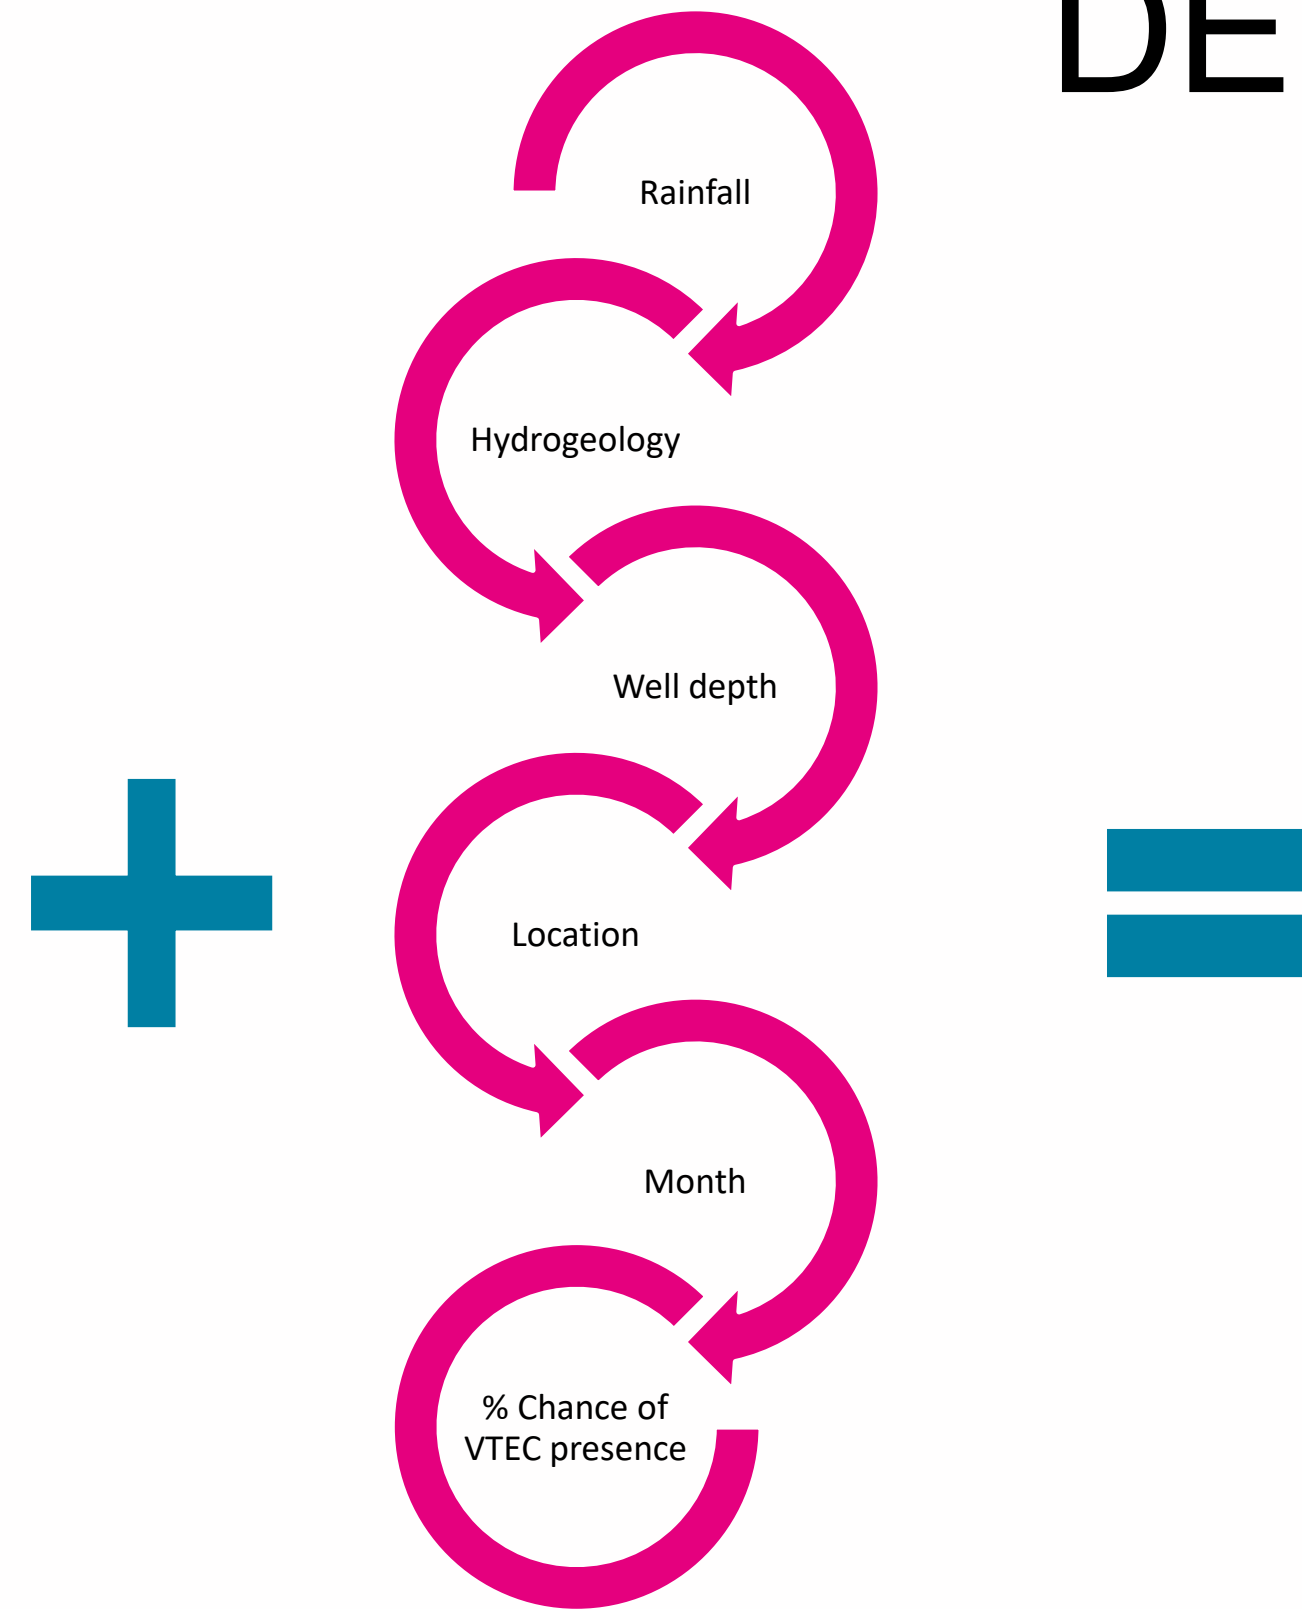 DE
Rainfall
Hydrogeology
Well depth
Location
Month
% Chance of
VTEC presence